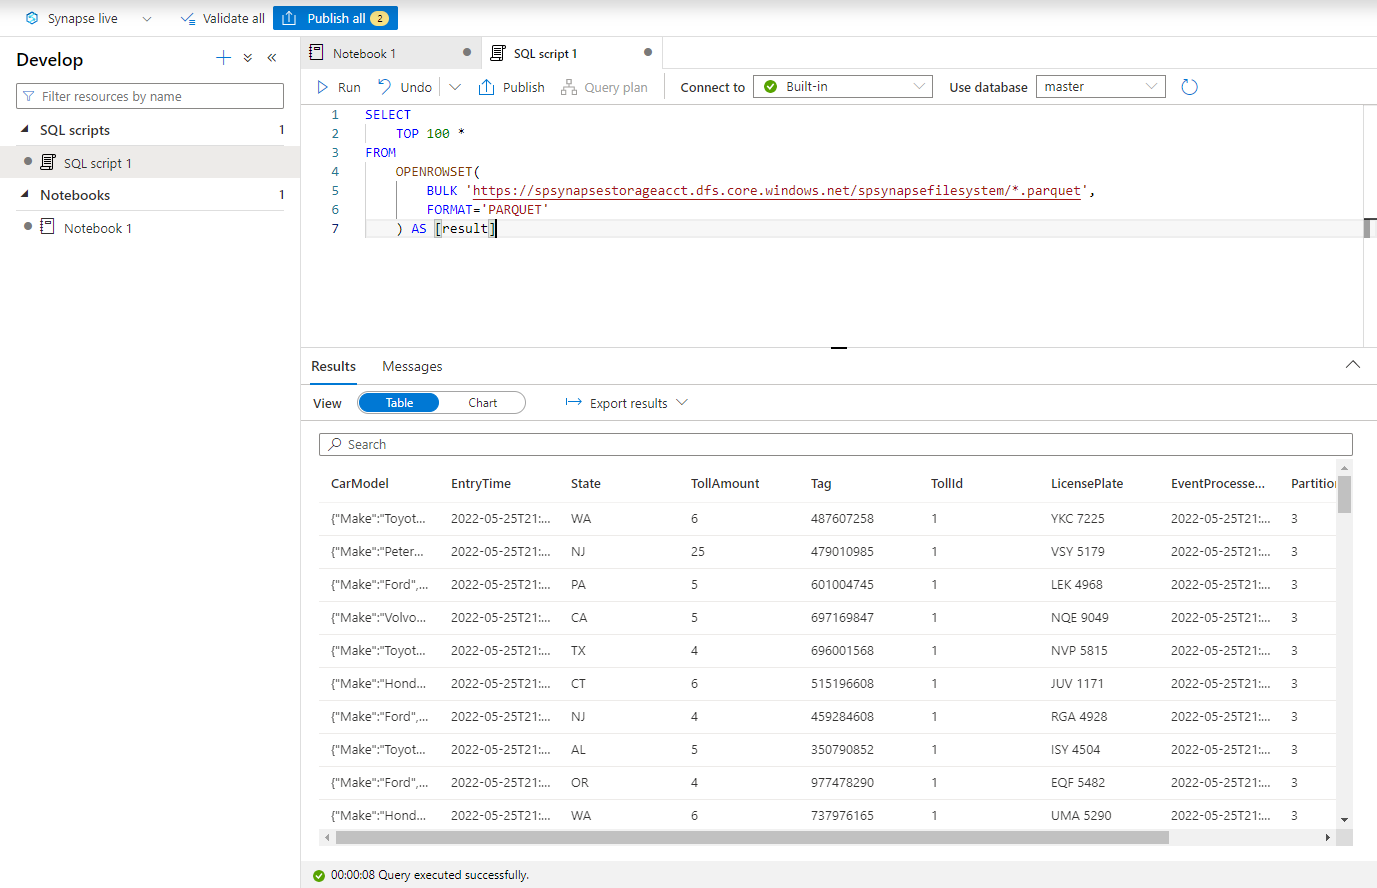 Synapse live
Validate all
Publish all 2
Develop
Filter resources by name
SQL scripts 1
SQL script 1
Notebooks 1
Notebook 1
Notebook 1
SQL script 1
Run
Undo
Publish
Query plan
Connect to
Built-in
Use database
master
1 SELECT
2 TOP 100 *
3 FROM
4 OPENROWSET(
5 BULK 'https://spsynapsestorageacct.dfs.core.windows.net/spsynapsefilesystem/*.parquet',
6 FORMAT='PARQUET'
7 ) AS [result]
Results Messages
View Table Chart Export results
Search
CarModel EntryTime State TollAmount Tag TollId LicensePlate EventProcesse... Partition
{"Make":"Toyot... 2022-05-25T21:... WA 6 487607258 1 YKC 7225 2022-05-25T21:... 3
{"Make":"Peter... 2022-05-25T21:... NJ 25 479010985 1 VSY 5179 2022-05-25T21:... 3
{"Make":"Ford",... 2022-05-25T21:... PA 5 601004745 1 LEK 4968 2022-05-25T21:... 3
{"Make":"Volvo... 2022-05-25T21:... CA 5 697169847 1 NQE 9049 2022-05-25T21:... 3
{"Make":"Toyot... 2022-05-25T21:... TX 4 696001568 1 NVP 5815 2022-05-25T21:... 3
{"Make":"Hond... 2022-05-25T21:... CT 6 515196608 1 JUV 1171 2022-05-25T21:... 3
{"Make":"Ford",... 2022-05-25T21:... NJ 4 459284608 1 RGA 4928 2022-05-25T21:... 3
{"Make":"Toyot... 2022-05-25T21:... AL 5 350790852 1 ISY 4504 2022-05-25T21:... 3
{"Make":"Ford",... 2022-05-25T21:... OR 4 977478290 1 EQF 5482 2022-05-25T21:... 3
{"Make":"Hond... 2022-05-25T21:... WA 6 737976165 1 UMA 5290 2022-05-25T21:... 3
00:00:08 Query executed successfully.